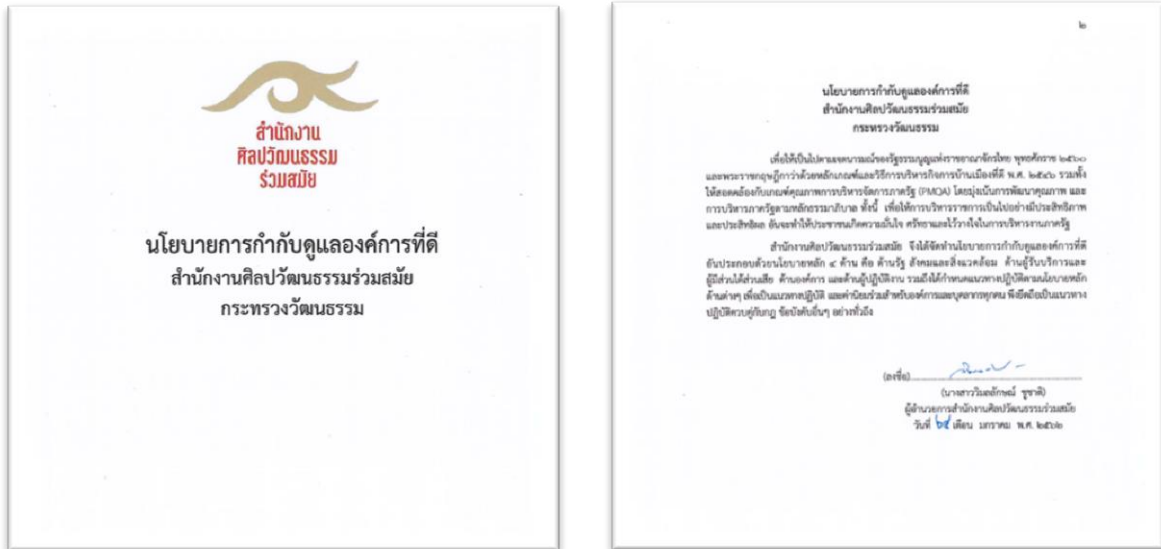 สำนักงาน
ศิลปวัฒนธรรม
ร่วมสมัย
นโยบายการกำกับดูแลองค์การที่ดี
สำนักงานศิลปวัฒนธรรมร่วมสมัย
กระทรวงวัฒนธรรม
๒
นโยบายการกำกับดูแลองค์การที่ดี
สำนักงานศิลปวัฒนธรรมร่วมสมัย
กระทรวงวัฒนธรรม
เพื่อให้เป็นไปตามเจตนารมณ์ของรัฐธรรมนูญแห่งราชอาณาจักรไทย พุทธศักราช ๒๕๖๐
และพระราชกฤษฎีกาว่าด้วยหลักเกณฑ์และวิธีการบริหารกิจการบ้านเมืองที่ดี พ.ศ. ๒๕๔๖ รวมทั้ง
ให้สอดคล้องกับเกณฑ์คุณภาพการบริหารจัดการภาครัฐ (PMQA) โดยมุ่งเน้นการพัฒนาคุณภาพ และ
การบริหารภาครัฐตามหลักธรรมาภิบาล ทั้งนี้ เพื่อให้การบริหารราชการเป็นไปอย่างมีประสิทธิภาพ
และประสิทธิผล อันจะทำให้ประชาชนเกิดความมั่นใจ ศรัทธาและไว้วางใจในการบริหารงานภาครัฐ
สำนักงานศิลปวัฒนธรรมร่วมสมัย จึงได้จัดทำนโยบายการกำกับดูแลองค์การที่ดี
อันประกอบด้วยนโยบายหลัก ๔ ด้าน คือ ด้านรัฐ สังคมและสิ่งแวดล้อม ด้านผู้รับบริการและ
ผู้มีส่วนได้ส่วนเสีย ด้านองค์การ และด้านผู้ปฏิบัติงาน รวมถึงได้กำหนดแนวทางปฏิบัติตามนโยบายหลัก
ด้านต่างๆ เพื่อเป็นแนวทางปฏิบัติ และค่านิยมร่วมสำหรับองค์การและบุคลากรทุกคน พึงยึดถือเป็นแนวทาง
ปฏิบัติควบคู่กับกฎ ข้อบังคับอื่นๆ อย่างทั่วถึง
(ลงชื่อ)
(นางสาววิมลลักษณ์ ชูชาติ)
ผู้อำนวยการสำนักงานศิลปวัฒนธรรมร่วมสมัย
วันที่ เดือน มกราคม พ.ศ. ๒๕๖๒